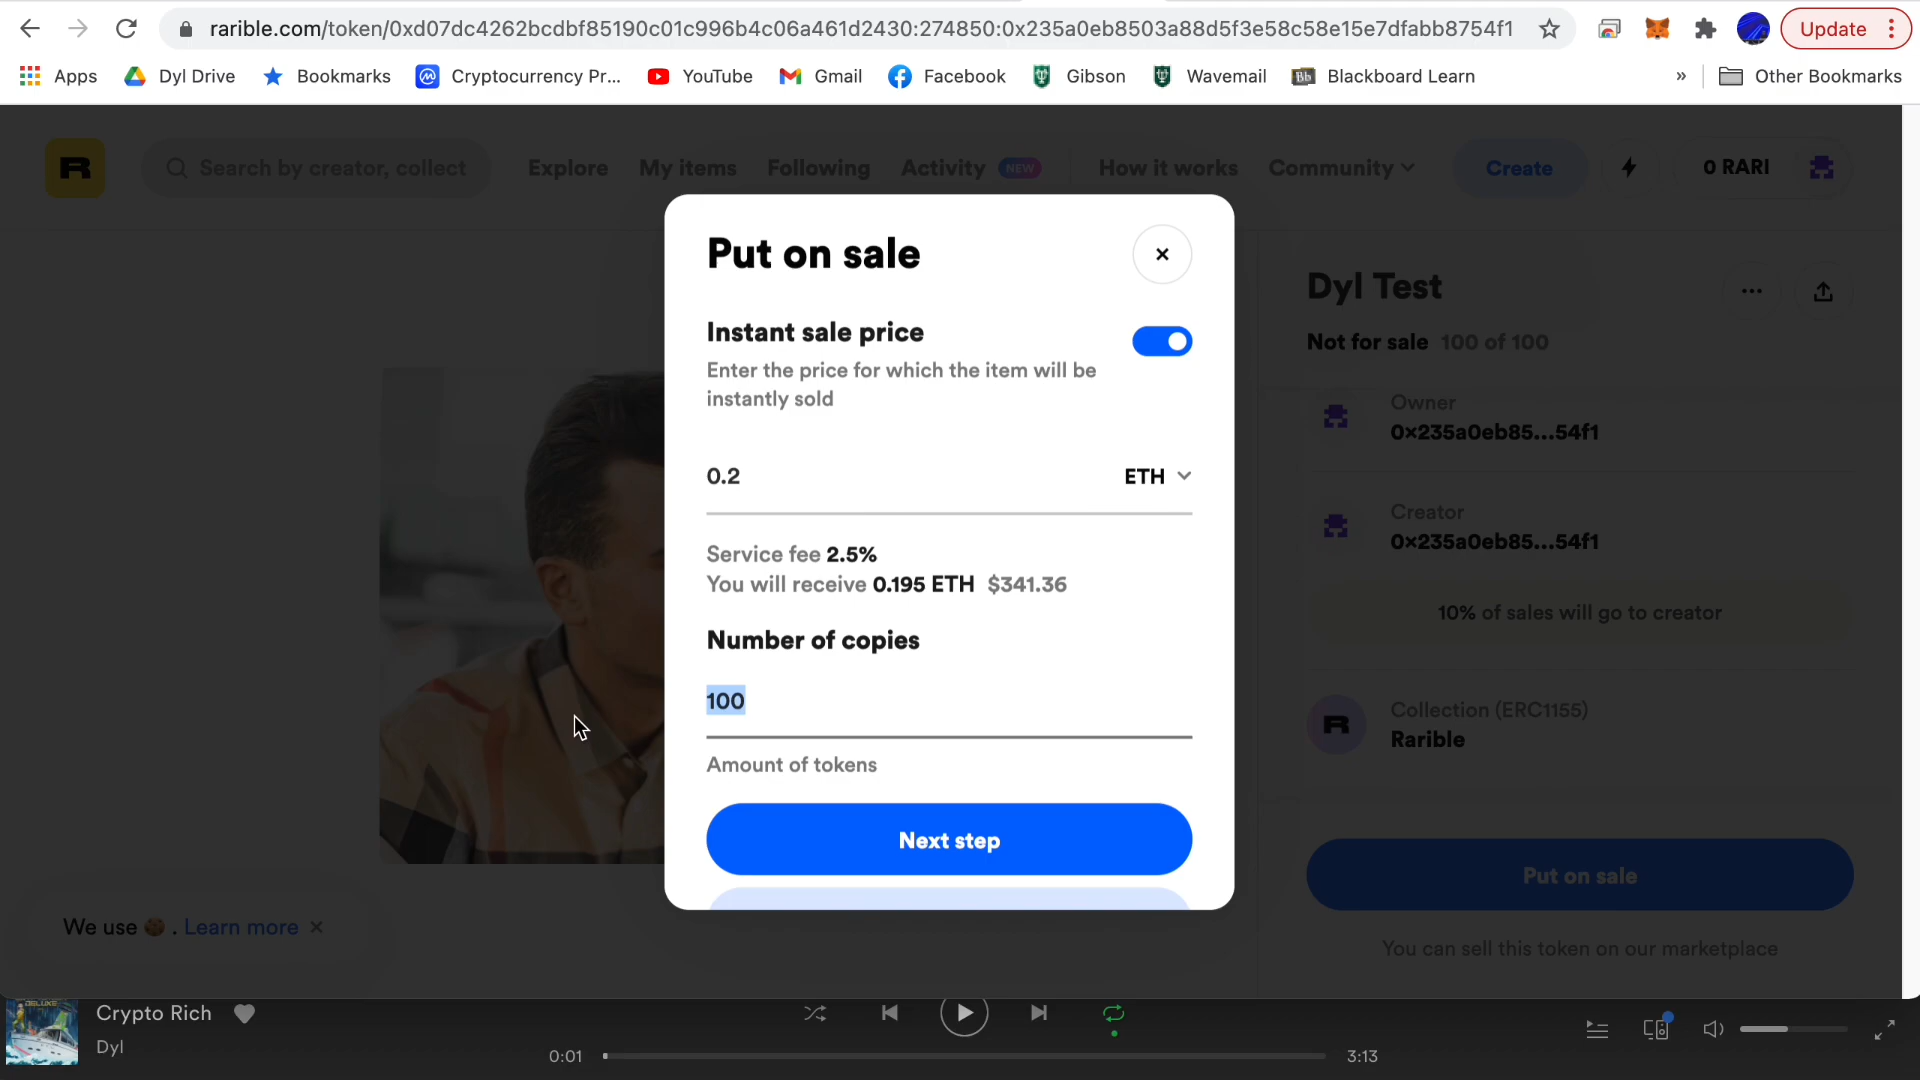 rarible.com/token/0xd07dc4262bcdbf85190c01c996b4c06a461d2430:274850:0x235a0eb8503a88d5f3e58c58e15e7dfabb8754f1
Update
Apps
Dyl Drive
Bookmarks
Cryptocurrency Pr...
YouTube
Gmail
Facebook
Gibson
Wavemail
Bb
Blackboard Learn
»
Other Bookmarks
R
Search by creator, collect
Explore
My items
Following
Activity
NEW
How it works
Community
Create
0 RARI
Put on sale
Instant sale price
Enter the price for which the item will be
instantly sold
0.2
ETH
Service fee 2.5%
You will receive 0.195 ETH $341.36
Number of copies
100
Amount of tokens
Next step
Dyl Test
Not for sale 100 of 100
Owner
0x235a0eb85...54f1
Creator
0x235a0eb85...54f1
10% of sales will go to creator
R
Collection (ERC1155)
Rarible
Put on sale
You can sell this token on our marketplace
We use 🍪 . Learn more
DELUXE
Crypto Rich
Dyl
0:01
3:13